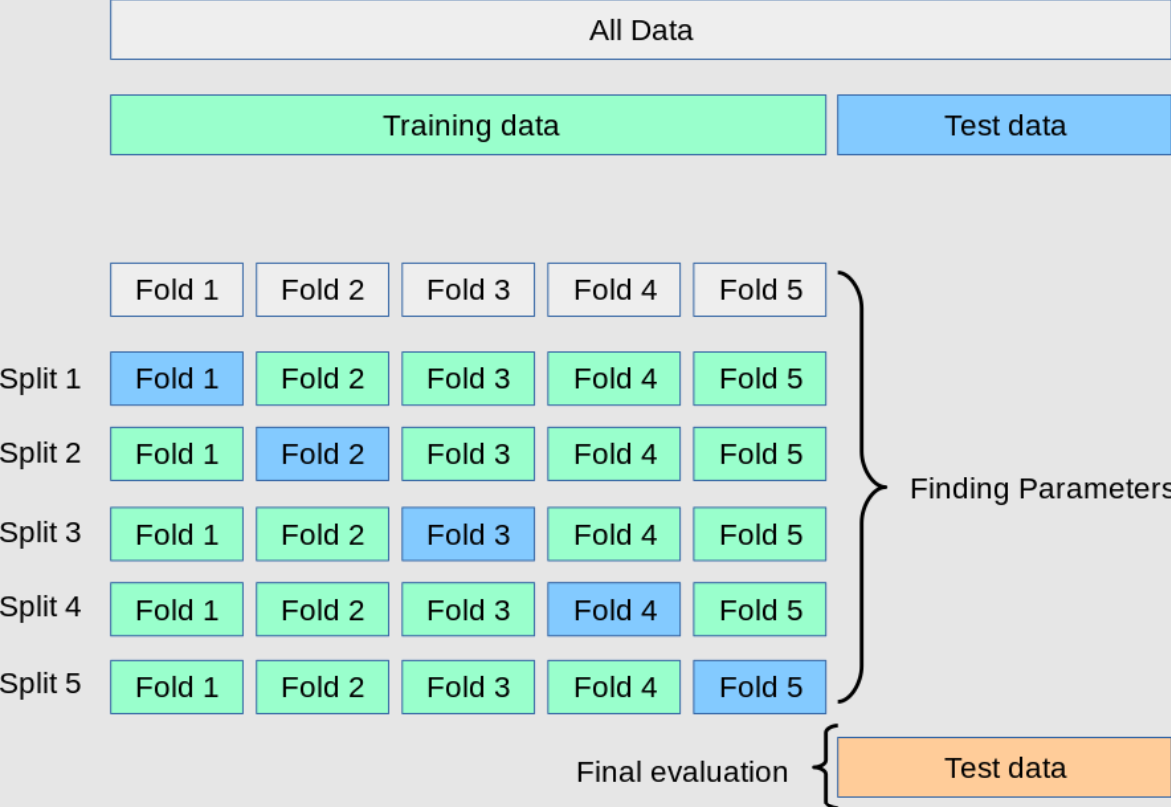 All Data
Training data Test data
Fold 1 Fold 2 Fold 3 Fold 4 Fold 5
Split 1 Fold 1 Fold 2 Fold 3 Fold 4 Fold 5
Split 2 Fold 1 Fold 2 Fold 3 Fold 4 Fold 5
Finding Parameters
Split 3 Fold 1 Fold 2 Fold 3 Fold 4 Fold 5
Split 4 Fold 1 Fold 2 Fold 3 Fold 4 Fold 5
Split 5 Fold 1 Fold 2 Fold 3 Fold 4 Fold 5
Final evaluation Test data